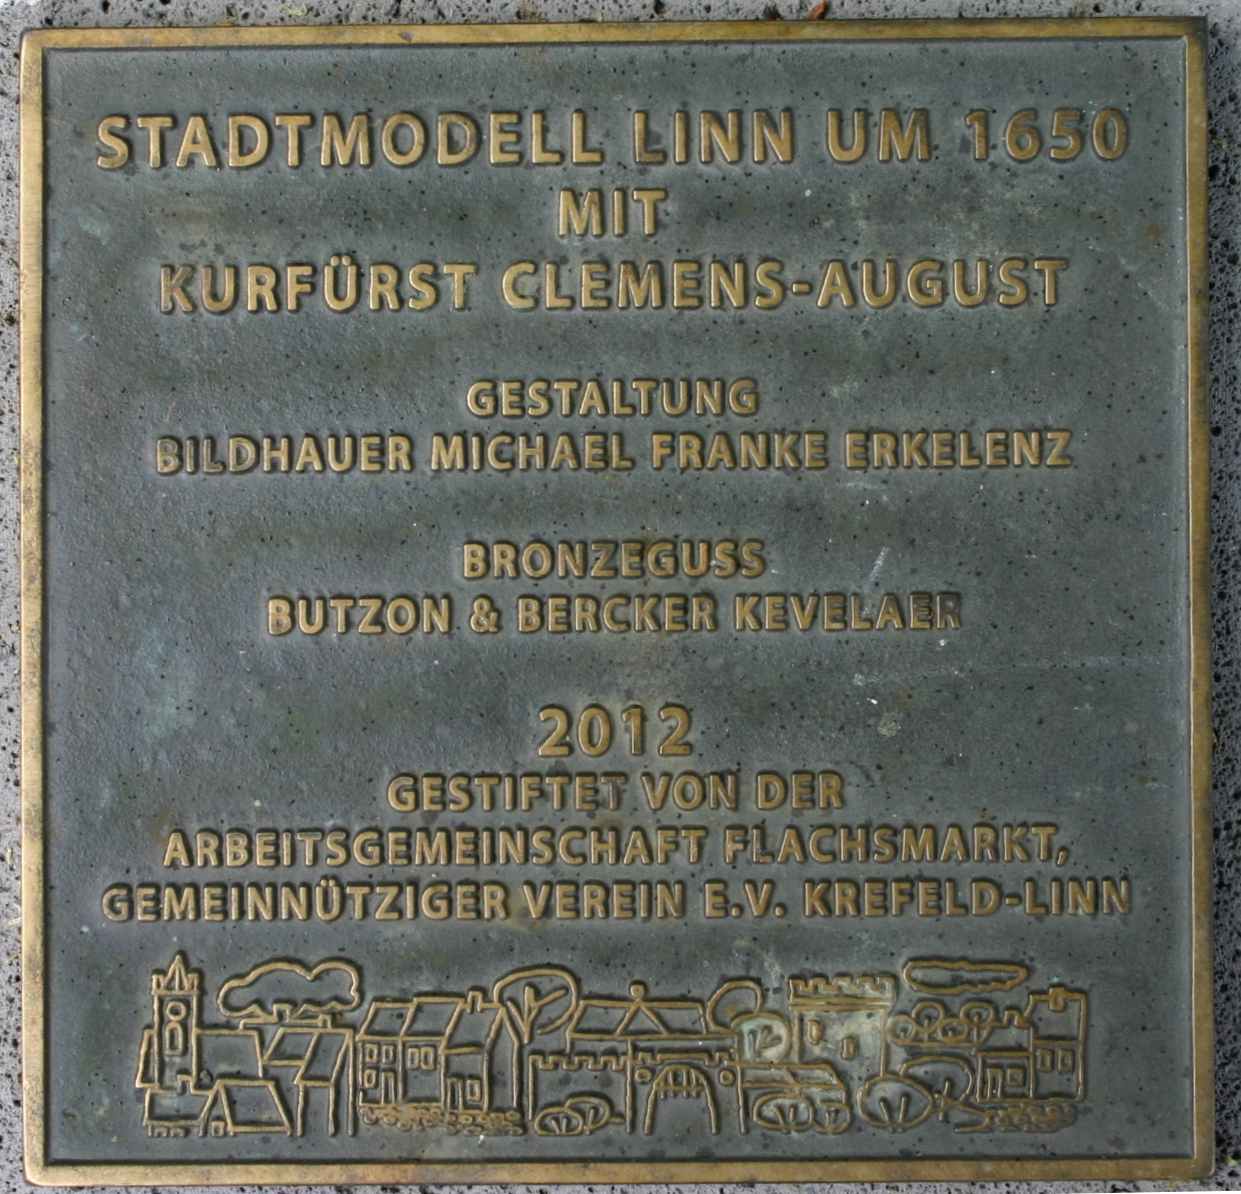 STADTMODELL LINN UM 1650
MIT
KURFÜRST CLEMENS-AUGUST
GESTALTUNG
BILDHAUER MICHAEL FRANKE ERKELENZ
BRONZEGUSS
BUTZON & BERCKER KEVELAER
2012
GESTIFTET VON DER
ARBEITSGEMEINSCHAFT FLACHSMARKT,
GEMEINNÜTZIGER VEREIN E.V. KREFELD-LINN